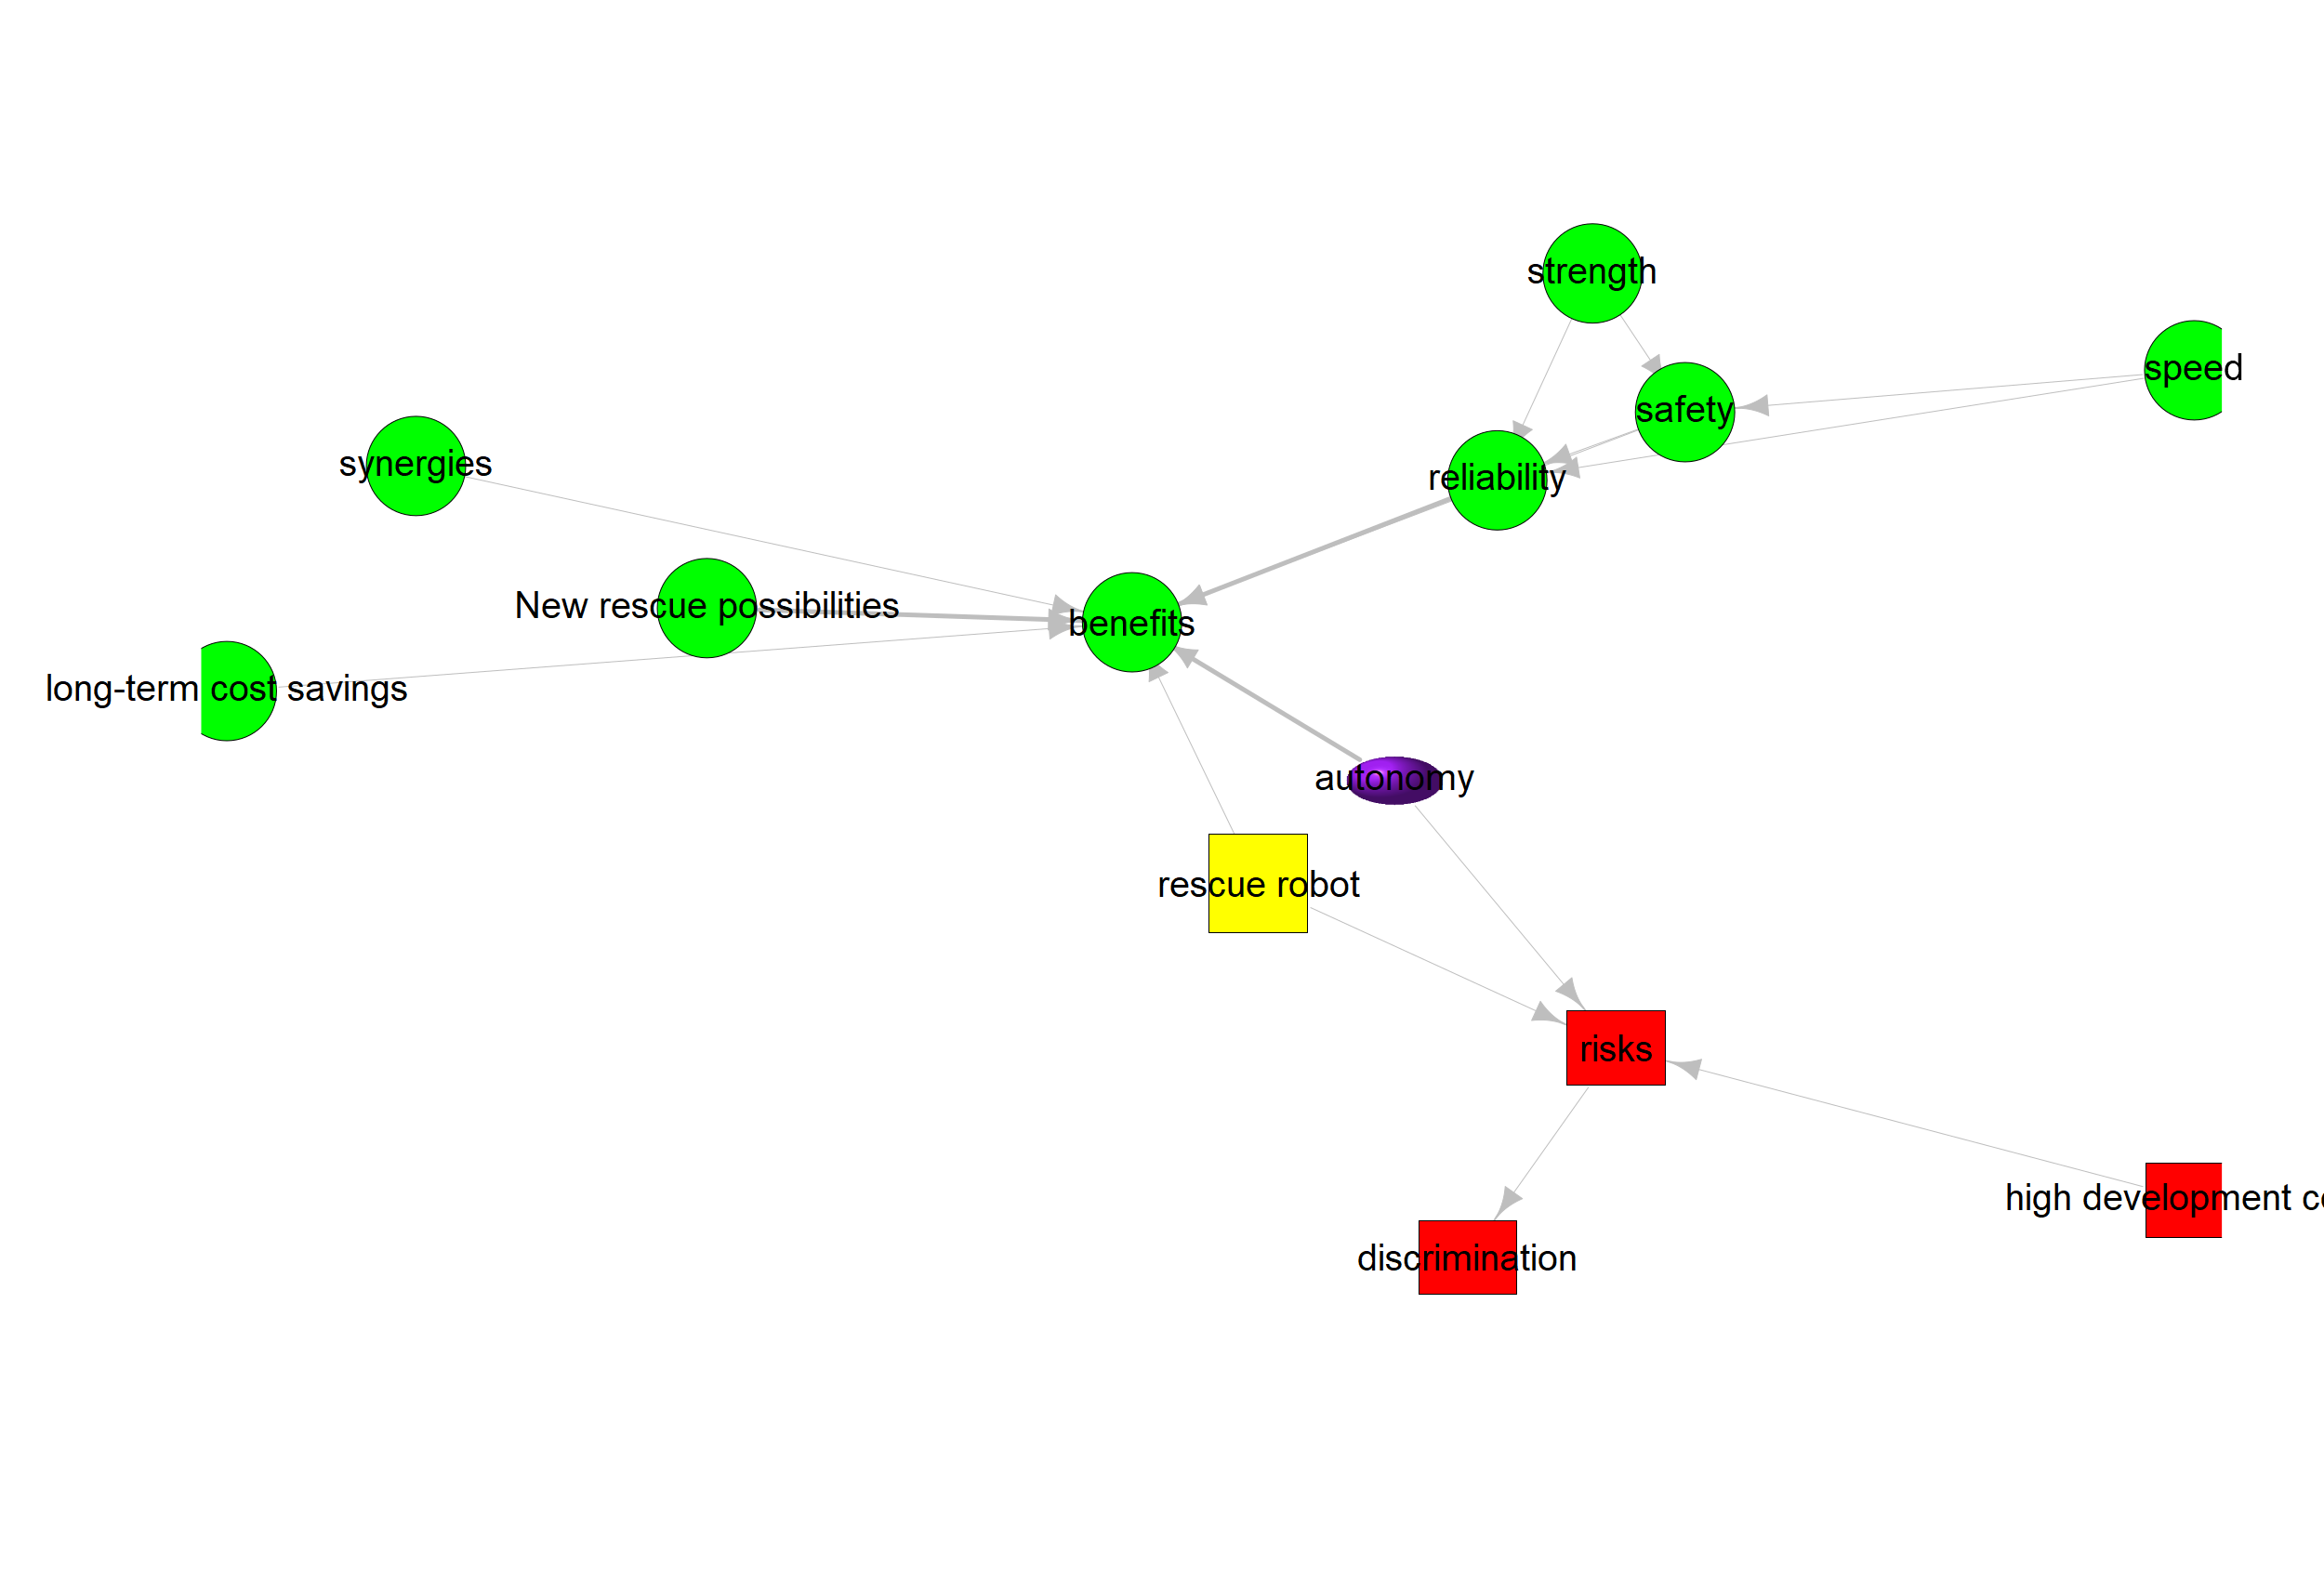 strength
speed
safety
synergies
reliability
New rescue possibilities
benefits
long-term cost savings
autonomy
rescue robot
risks
high development
discrimination